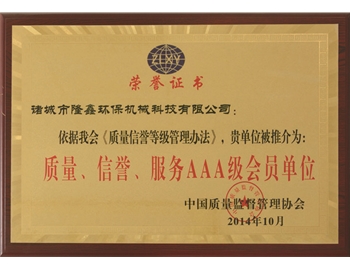 ZLXY
荣誉证书
诸城市隆鑫环保机械科技有限公司：
依据我会《质量信誉等级管理办法》，贵单位被推介为：
质量、信誉、服务AAA级会员单位
中国质量监督管理协会
2014年10月